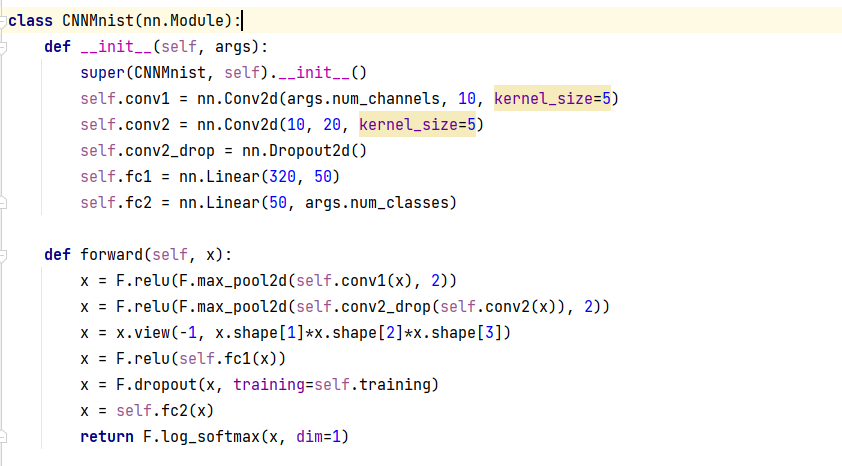 class CNNMnist(nn.Module):
    def __init__(self, args):
        super(CNNMnist, self).__init__()
        self.conv1 = nn.Conv2d(args.num_channels, 10, kernel_size=5)
        self.conv2 = nn.Conv2d(10, 20, kernel_size=5)
        self.conv2_drop = nn.Dropout2d()
        self.fc1 = nn.Linear(320, 50)
        self.fc2 = nn.Linear(50, args.num_classes)

    def forward(self, x):
        x = F.relu(F.max_pool2d(self.conv1(x), 2))
        x = F.relu(F.max_pool2d(self.conv2_drop(self.conv2(x)), 2))
        x = x.view(-1, x.shape[1]*x.shape[2]*x.shape[3])
        x = F.relu(self.fc1(x))
        x = F.dropout(x, training=self.training)
        x = self.fc2(x)
        return F.log_softmax(x, dim=1)